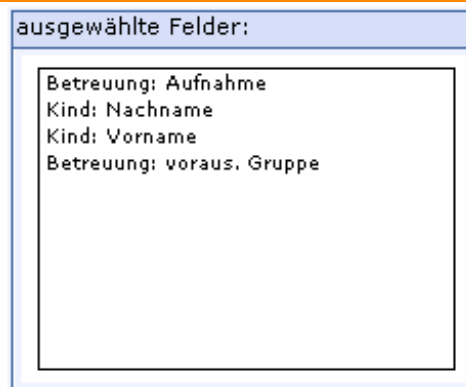 ausgewählte Felder:
Betreuung: Aufnahme
Kind: Nachname
Kind: Vorname
Betreuung: voraus. Gruppe